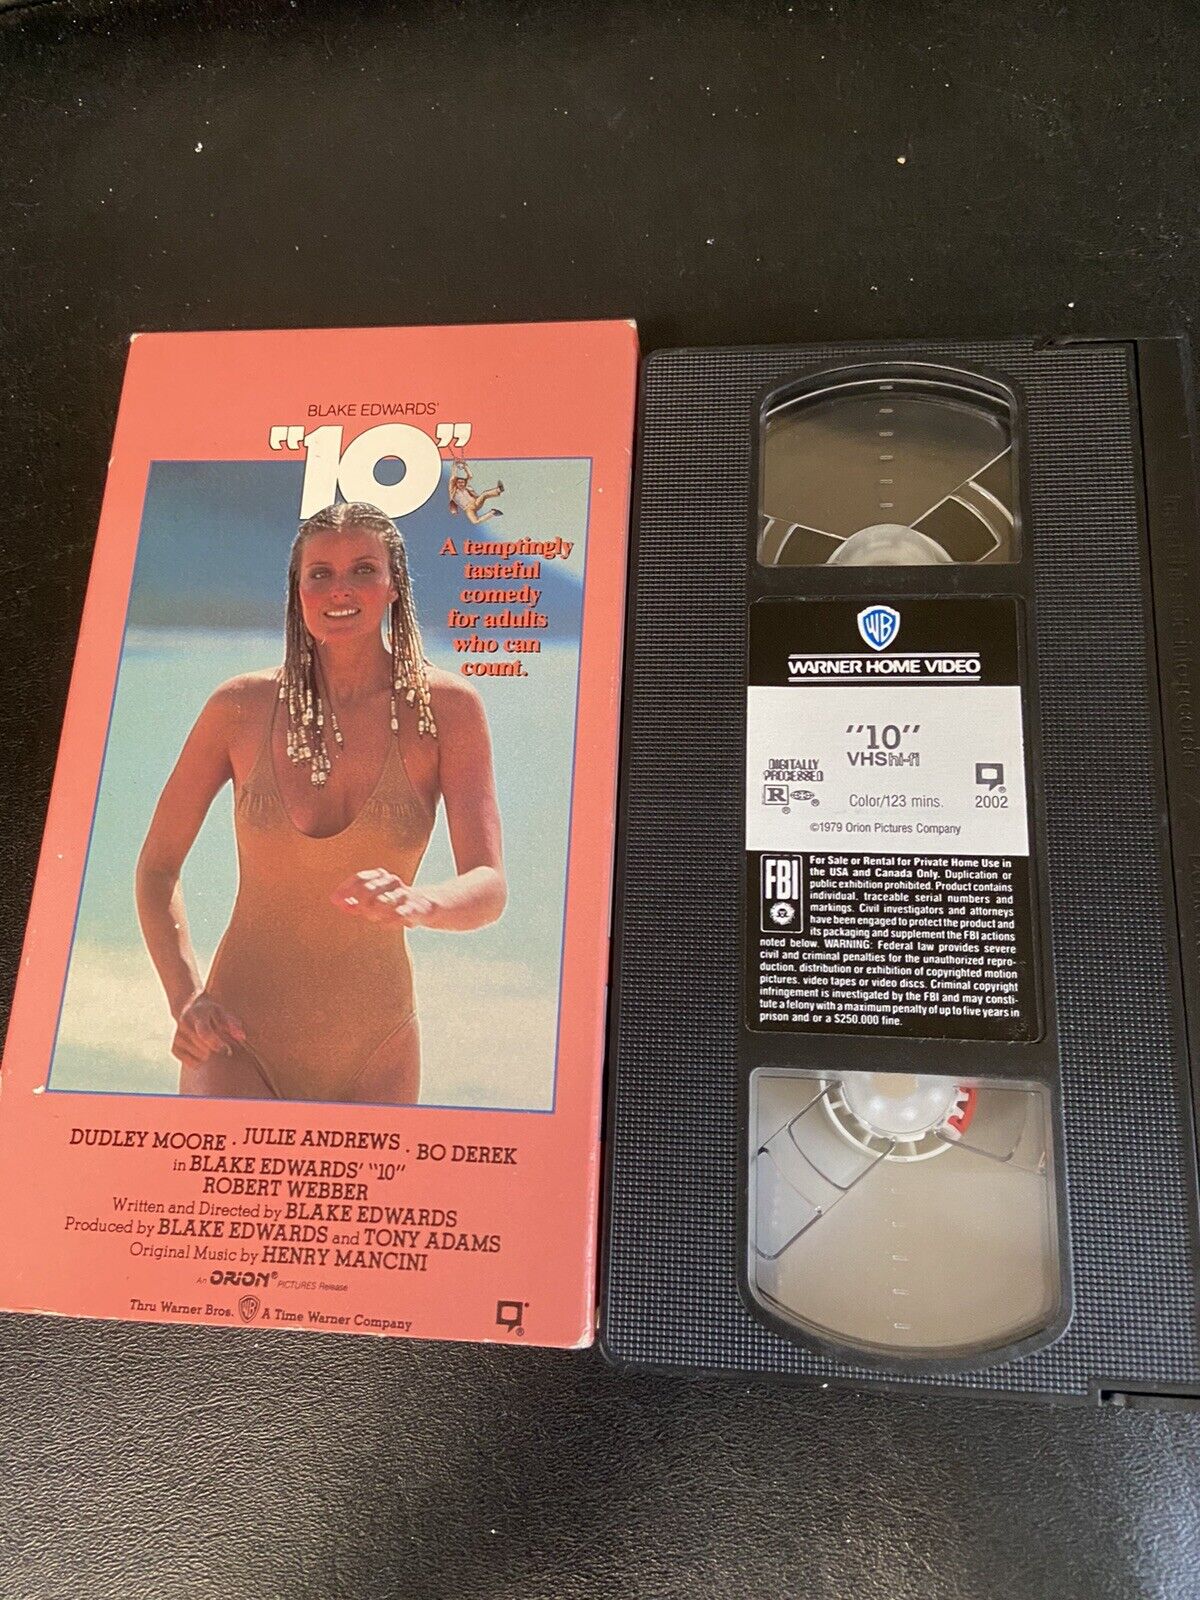 BLAKE EDWARDS'
"10"
A temptingly
tasteful
comedy
for adults
who can
count.
DUDLEY MOORE . JULIE ANDREWS . BO DEREK
in BLAKE EDWARDS' "10"
ROBERT WEBBER
Written and Directed by BLAKE EDWARDS
Produced by BLAKE EDWARDS and TONY ADAMS
Original Music by HENRY MANCINI
An ORION® PICTURES Release
Thru Warner Bros. WB A Time Warner Company
®
WB
WARNER HOME VIDEO
"10"
VHS hi-fi
DIGITALLY
PROCESSED
R ®
®
Color/123 mins.
®
2002
©1979 Orion Pictures Company
FBI
For Sale or Rental for Private Home Use in
the USA and Canada Only. Duplication or
public exhibition prohibited. Product contains
individual, traceable serial numbers and
markings. Civil investigators and attorneys
have been engaged to protect the product and
its packaging and supplement the FBI actions
noted below. WARNING: Federal law provides severe
civil and criminal penalties for the unauthorized repro-
duction, distribution or exhibition of copyrighted motion
pictures, video tapes or video discs. Criminal copyright
infringement is investigated by the FBI and may consti-
tute a felony with a maximum penalty of up to five years in
prison and or a $250.000 fine.